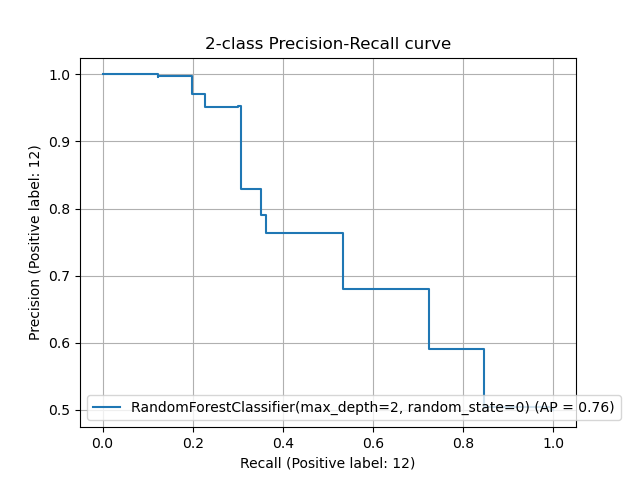 2-class Precision-Recall curve
1.0
0.9
0.8
0.7
0.6
0.5
Precision (Positive label: 12)
RandomForestClassifier(max_depth=2, random_state=0) (AP = 0.76)
0.0 0.2 0.4 0.6 0.8 1.0
Recall (Positive label: 12)